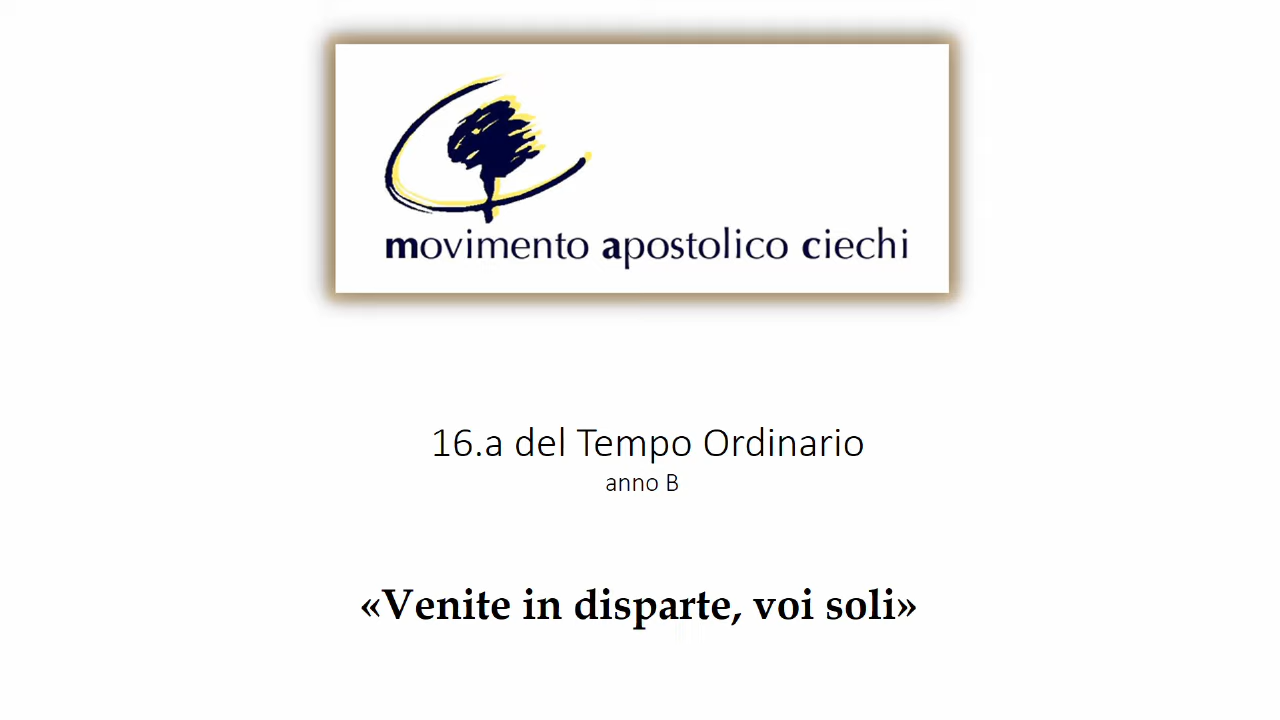 movimento apostolico ciechi
16.a del Tempo Ordinario
anno B
«Venite in disparte, voi soli»